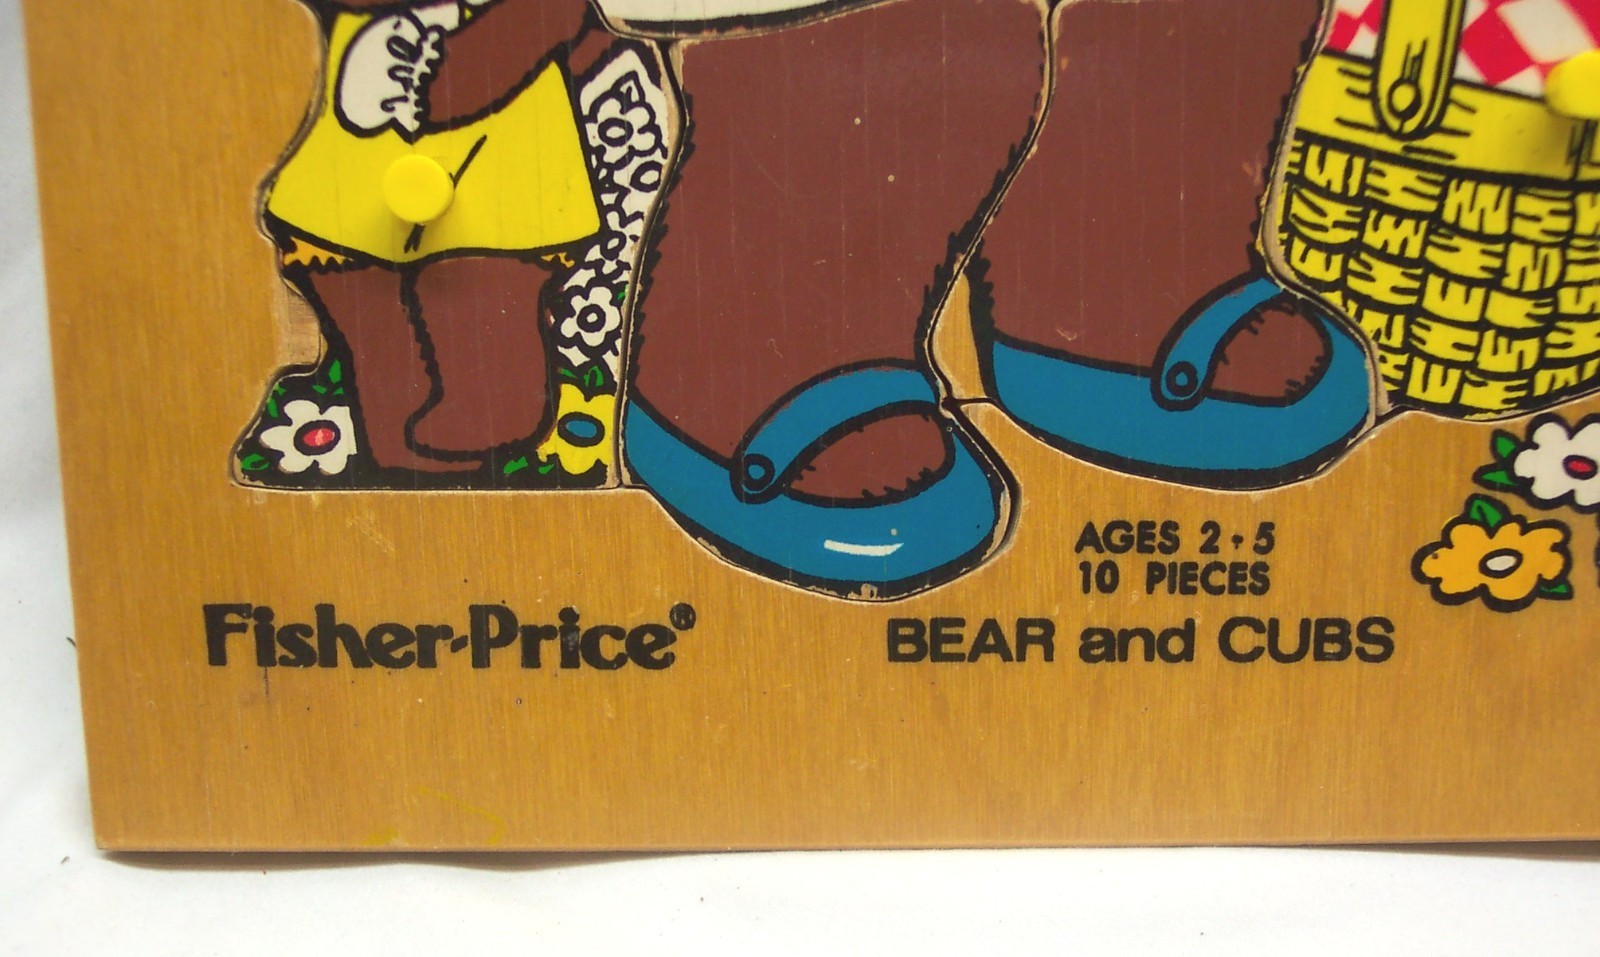 AGES 2-5
10 PIECES
Fisher-Price®
BEAR and CUBS